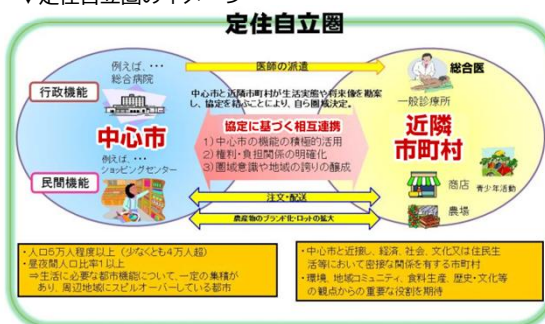 ▼定住自立圏のイメージ
定住自立圏
例えば、・・・
総合病院
行政機能
中心市
例えば、・・・
ショッピングセンター
民間機能
医師の派遣
中心市と近隣市町村が生活実態や将来像を勘案
し、協定を結ぶことにより、自ら圏域決定。
協定に基づく相互連携
1)中心市の機能の積極的活用
2)権利・負担関係の明確化
3)圏域意識や地域の誇りの醸成
注文・配送
農産物のブランド化・ロットの拡大
総合医
一般診療所
近隣
市町村
商店
青少年活動
農場
・人口5万人程度以上(少なくとも4万人超)
・昼夜間人口比率1以上
⇒生活に必要な都市機能について、一定の集積が
あり、周辺地域にスピルオーバーしている都市
・中心市と近接し、経済、社会、文化又は住民生
活等において密接な関係を有する市町村
・環境、地域コミュニティ、食料生産、歴史・文化等
の観点からの重要な役割を期待